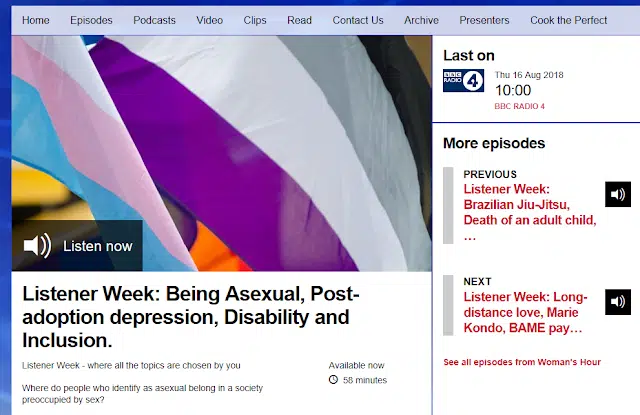 Home Episodes Podcasts Video Clips Read Contact Us Archive Presenters Cook the Perfect
Listen now
Listener Week: Being Asexual, Post-
adoption depression, Disability and
Inclusion.
Listener Week - where all the topics are chosen by you
Where do people who identify as asexual belong in a society
preoccupied by sex?
Available now
58 minutes
Last on
BBC
RADIO
4
Thu 16 Aug 2018
10:00
BBC RADIO 4
More episodes
PREVIOUS
Listener Week:
Brazilian Jiu-Jitsu,
Death of an adult child,
…
NEXT
Listener Week: Long-
distance love, Marie
Kondo, BAME pay…
See all episodes from Woman's Hour